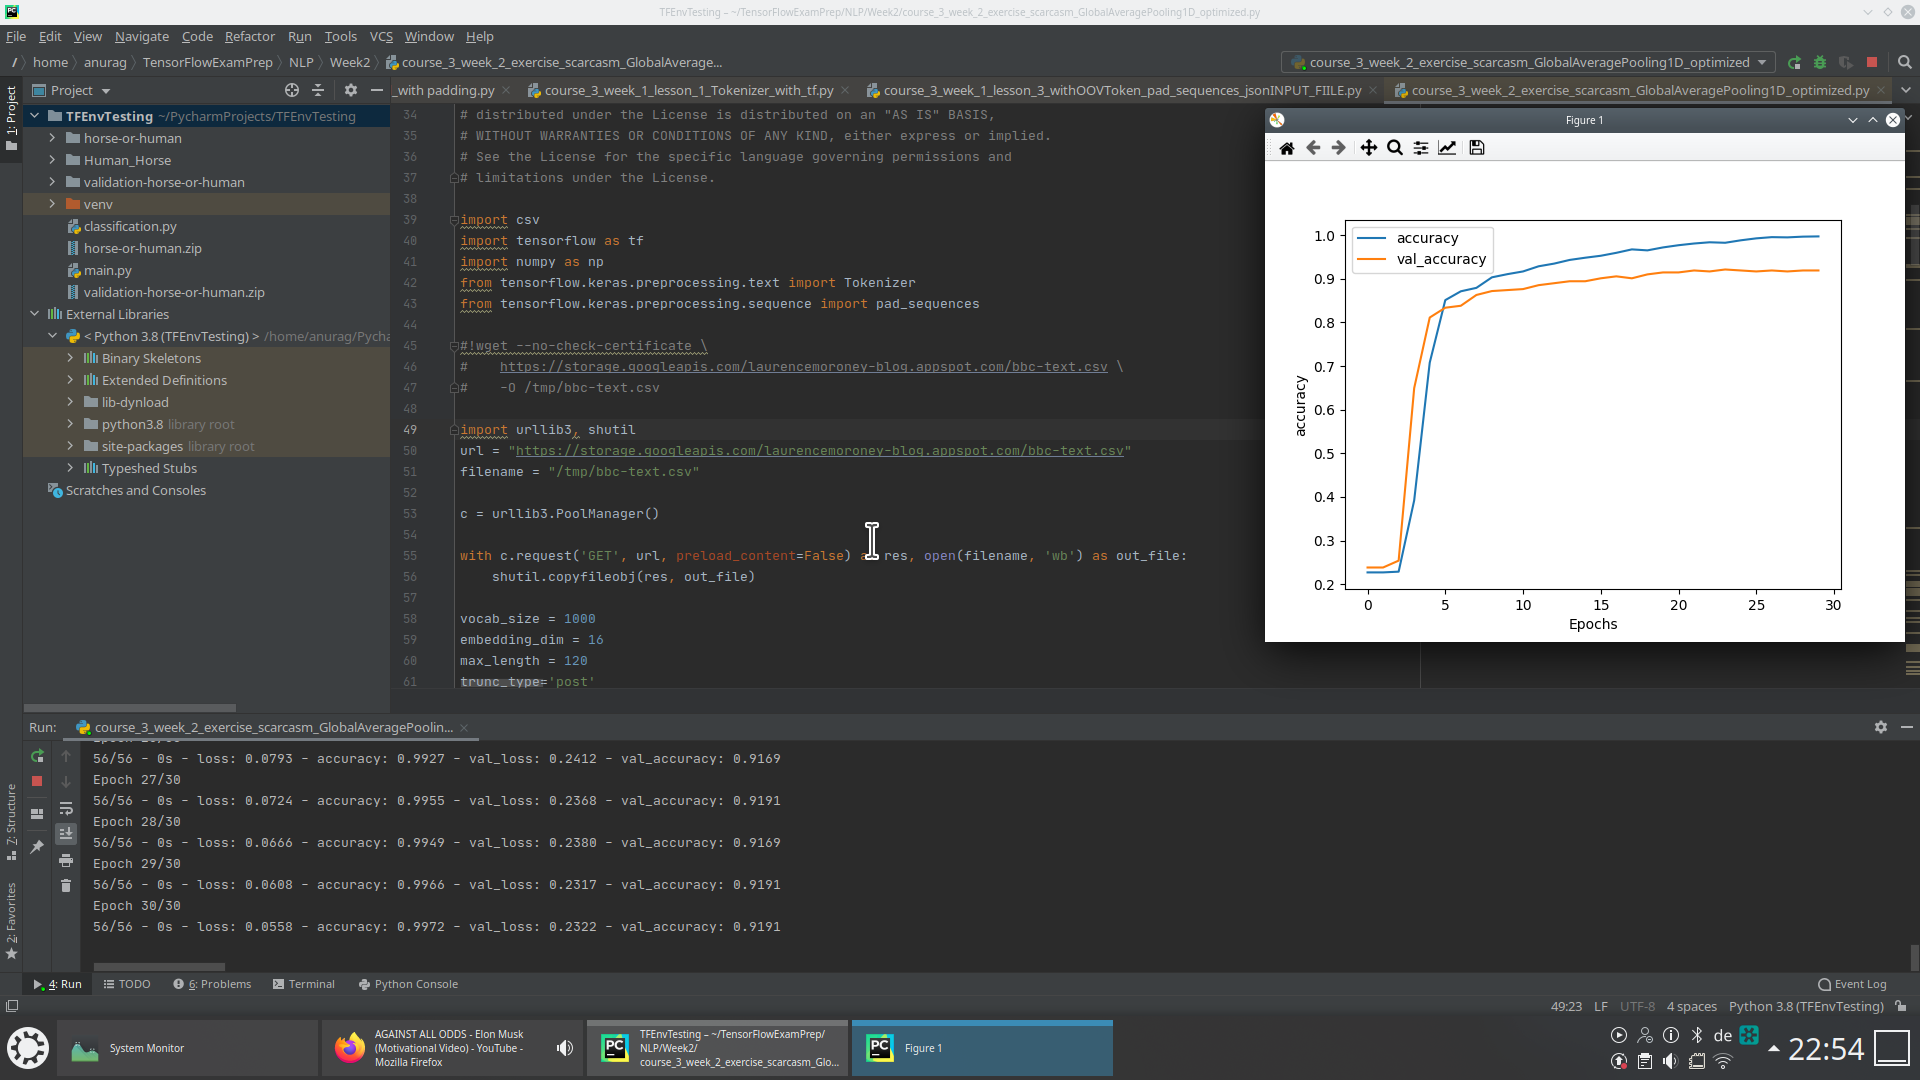 TFEnvTesting – ~/TensorFlowExamPrep/NLP/Week2/course_3_week_2_exercise_scarcasm_GlobalAveragePooling1D_optimized.py
File Edit View Navigate Code Refactor Run Tools VCS Window Help
/ home anurag TensorFlowExamPrep NLP Week2 course_3_week_2_exercise_scarcasm_GlobalAverage...
course_3_week_2_exercise_scarcasm_GlobalAveragePooling1D_optimized
Project
_with padding.py course_3_week_1_lesson_1_Tokenizer_with_tf.py course_3_week_1_lesson_3_withOOVToken_pad_sequences_jsonINPUT_FIILE.py course_3_week_2_exercise_scarcasm_GlobalAveragePooling1D_optimized.py
1: Project
TFEnvTesting ~/PycharmProjects/TFEnvTesting
horse-or-human
Human_Horse
validation-horse-or-human
venv
classification.py
horse-or-human.zip
main.py
validation-horse-or-human.zip
External Libraries
< Python 3.8 (TFEnvTesting) > /home/anurag/Pycha
Binary Skeletons
Extended Definitions
lib-dynload
python3.8 library root
site-packages library root
Typeshed Stubs
Scratches and Consoles
34 # distributed under the License is distributed on an "AS IS" BASIS,
35 # WITHOUT WARRANTIES OR CONDITIONS OF ANY KIND, either express or implied.
36 # See the License for the specific language governing permissions and
37 # limitations under the License.
38
39 import csv
40 import tensorflow as tf
41 import numpy as np
42 from tensorflow.keras.preprocessing.text import Tokenizer
43 from tensorflow.keras.preprocessing.sequence import pad_sequences
44
45 #!wget --no-check-certificate \
46 # https://storage.googleapis.com/laurencemoroney-blog.appspot.com/bbc-text.csv \
47 # -O /tmp/bbc-text.csv
48
49 import urllib3, shutil
50 url = "https://storage.googleapis.com/laurencemoroney-blog.appspot.com/bbc-text.csv"
51 filename = "/tmp/bbc-text.csv"
52
53 c = urllib3.PoolManager()
54
55 with c.request('GET', url, preload_content=False) as res, open(filename, 'wb') as out_file:
56 shutil.copyfileobj(res, out_file)
57
58 vocab_size = 1000
59 embedding_dim = 16
60 max_length = 120
61 trunc_type='post'
Figure 1
accuracy
val_accuracy
1.0
0.9
0.8
0.7
0.6
0.5
0.4
0.3
0.2
accuracy
0 5 10 15 20 25 30
Epochs
Run: course_3_week_2_exercise_scarcasm_GlobalAveragePoolin...
56/56 - 0s - loss: 0.0793 - accuracy: 0.9927 - val_loss: 0.2412 - val_accuracy: 0.9169
Epoch 27/30
56/56 - 0s - loss: 0.0724 - accuracy: 0.9955 - val_loss: 0.2368 - val_accuracy: 0.9191
Epoch 28/30
56/56 - 0s - loss: 0.0666 - accuracy: 0.9949 - val_loss: 0.2380 - val_accuracy: 0.9169
Epoch 29/30
56/56 - 0s - loss: 0.0608 - accuracy: 0.9966 - val_loss: 0.2317 - val_accuracy: 0.9191
Epoch 30/30
56/56 - 0s - loss: 0.0558 - accuracy: 0.9972 - val_loss: 0.2322 - val_accuracy: 0.9191
7: Structure
2: Favorites
4: Run TODO 6: Problems Terminal Python Console Event Log
49:23 LF UTF-8 4 spaces Python 3.8 (TFEnvTesting)
System Monitor
AGAINST ALL ODDS - Elon Musk
(Motivational Video) - YouTube -
Mozilla Firefox
PC
TFEnvTesting – ~/TensorFlowExamPrep/
NLP/Week2/
course_3_week_2_exercise_scarcasm_Glo...
PC
Figure 1
de
22:54